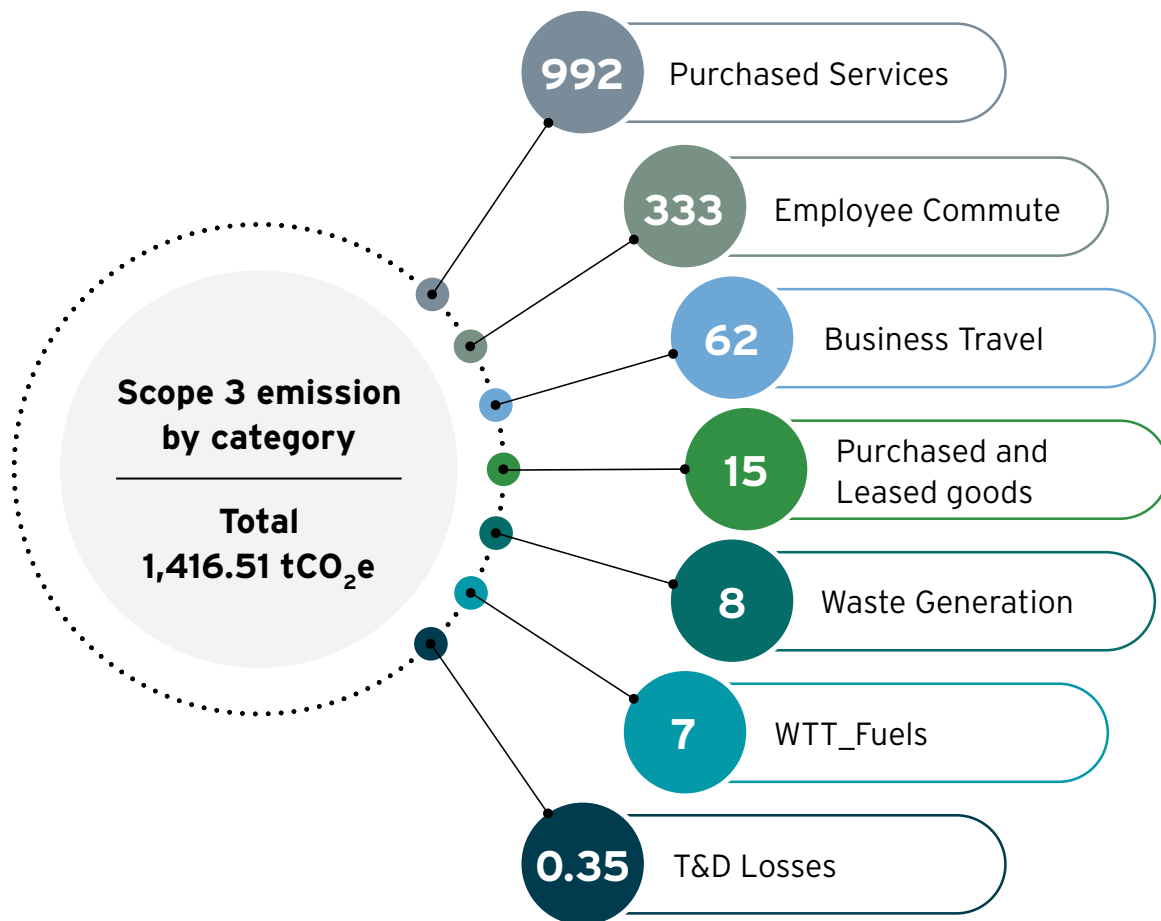 992
Purchased Services
333
Employee Commute
62
Business Travel
15
Purchased and
Leased goods
8
Waste Generation
7
WTT_Fuels
0.35
T&D Losses
Scope 3 emission
by category
Total
1,416.51 tCO₂e